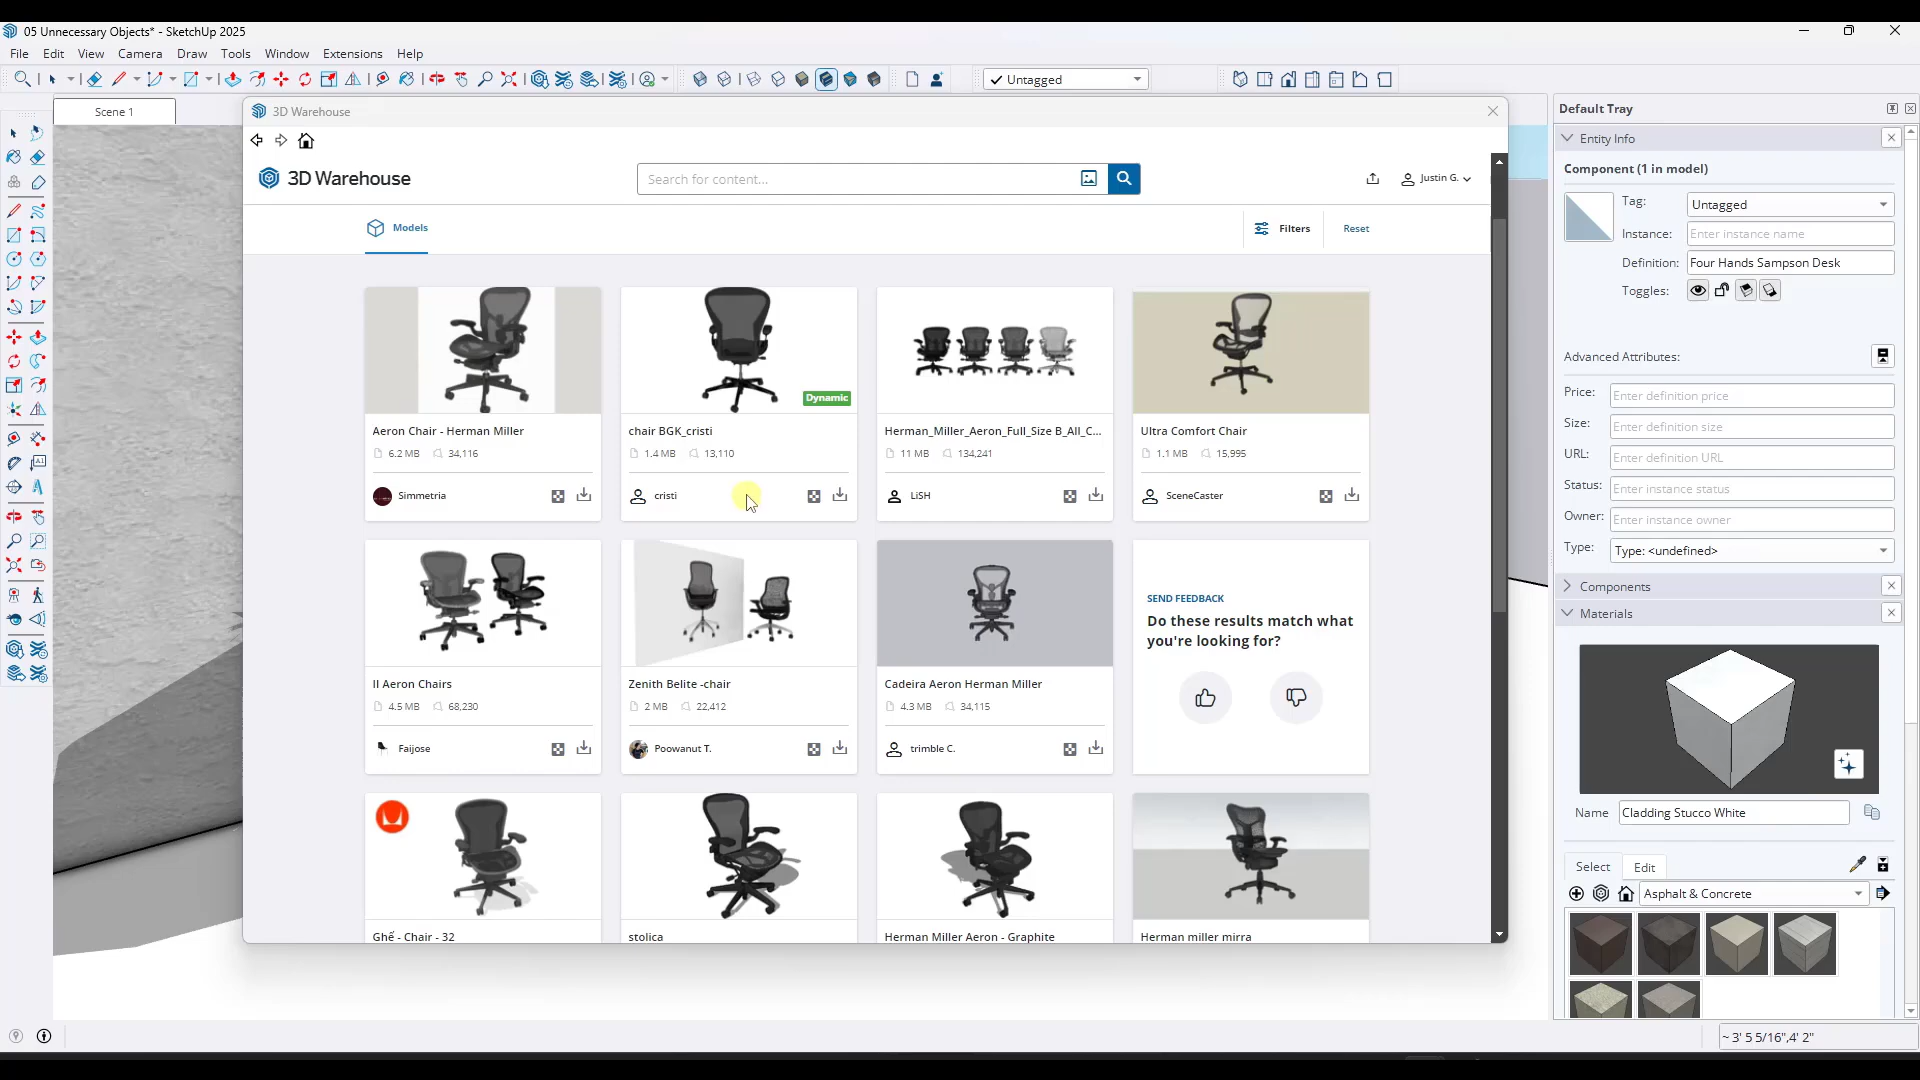 05 Unnecessary Objects* - SketchUp 2025
File Edit View Camera Draw Tools Window Extensions Help
Untagged
Scene 1
3D Warehouse
3D Warehouse
Search for content...
Justin G.
Models
Filters
Reset
Dynamic
Aeron Chair - Herman Miller
6.2 MB 34,116
Simmetria
chair BGK_cristi
1.4 MB 13,110
cristi
Herman_Miller_Aeron_Full_Size B_All_C...
11 MB 134,241
LiSH
Ultra Comfort Chair
1.1 MB 15,995
SceneCaster
II Aeron Chairs
4.5 MB 68,230
Faijose
Zenith Belite -chair
2 MB 22,412
Poowanut T.
Cadeira Aeron Herman Miller
4.3 MB 34,115
trimble C.
SEND FEEDBACK
Do these results match what
you're looking for?
Ghế - Chair - 32
stolica
Herman Miller Aeron - Graphite
Herman miller mirra
Default Tray
Entity Info
Component (1 in model)
Tag: Untagged
Instance: Enter instance name
Definition: Four Hands Sampson Desk
Toggles:
Advanced Attributes:
Price: Enter definition price
Size: Enter definition size
URL: Enter definition URL
Status: Enter instance status
Owner: Enter instance owner
Type: Type: <undefined>
Components
Materials
Name Cladding Stucco White
Select Edit
Asphalt & Concrete
~ 3' 5 5/16",4' 2"